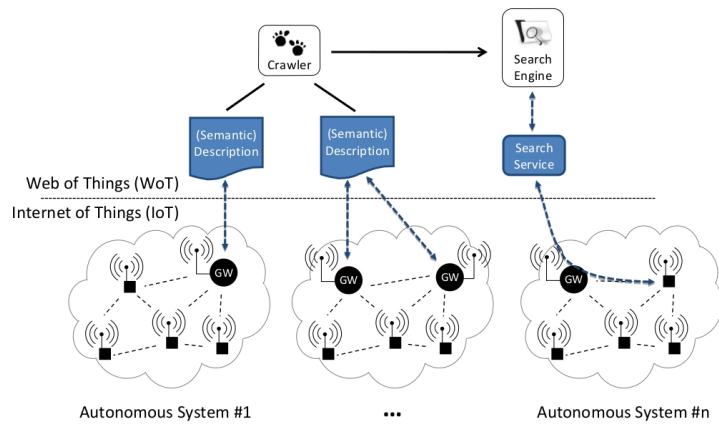 Crawler
Search
Engine
(Semantic)
Description
(Semantic)
Description
Search
Service
Web of Things (WoT)
Internet of Things (IoT)
GW
GW
GW
GW
Autonomous System #1
...
Autonomous System #n